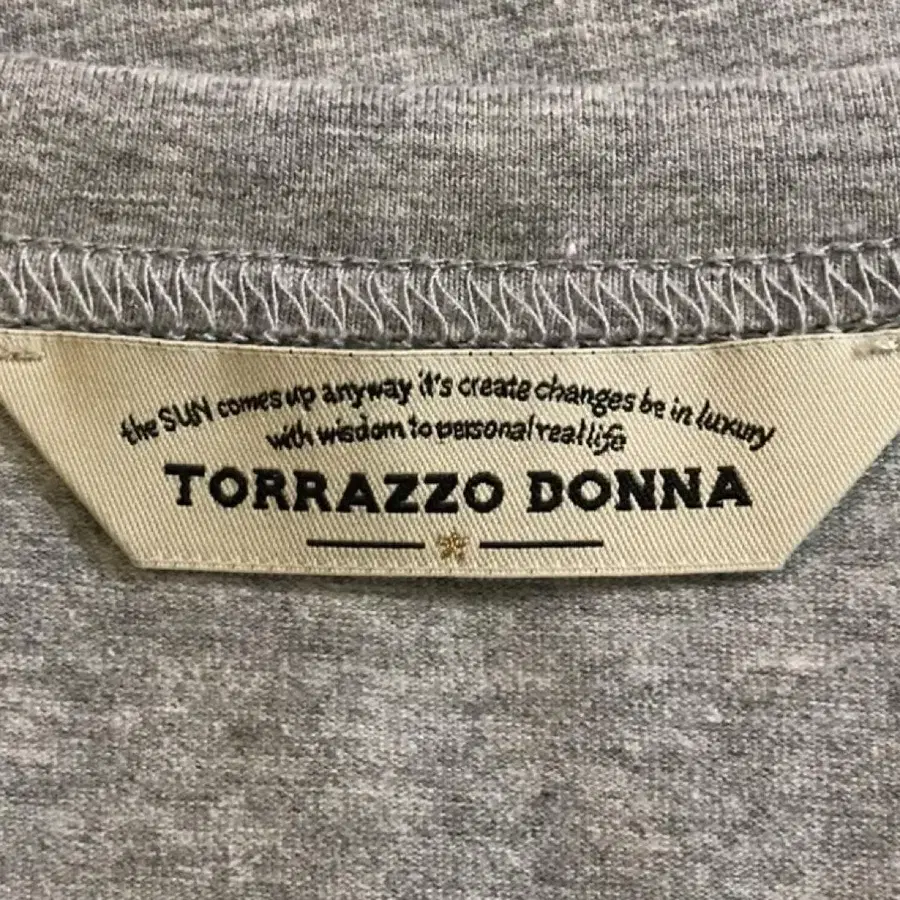 the SUN comes up anyway it's create changes be in luxury
with wisdom to personal real life
TORRAZZO DONNA